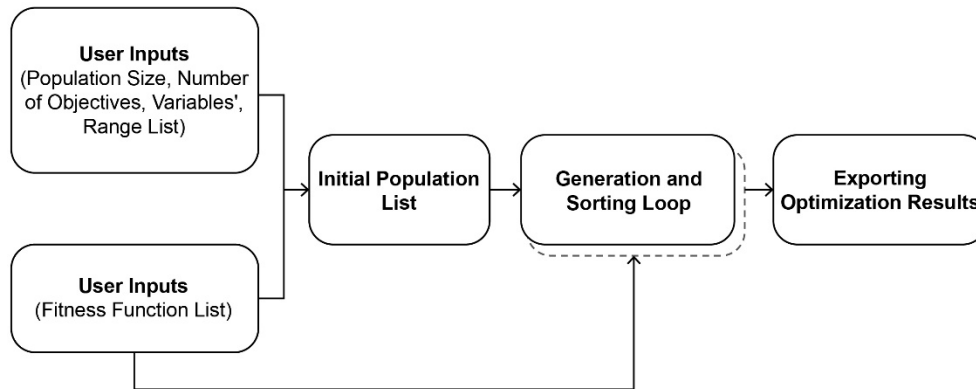 User Inputs
(Population Size, Number
of Objectives, Variables',
Range List)
Initial Population
List
Generation and
Sorting Loop
Exporting
Optimization Results
User Inputs
(Fitness Function List)